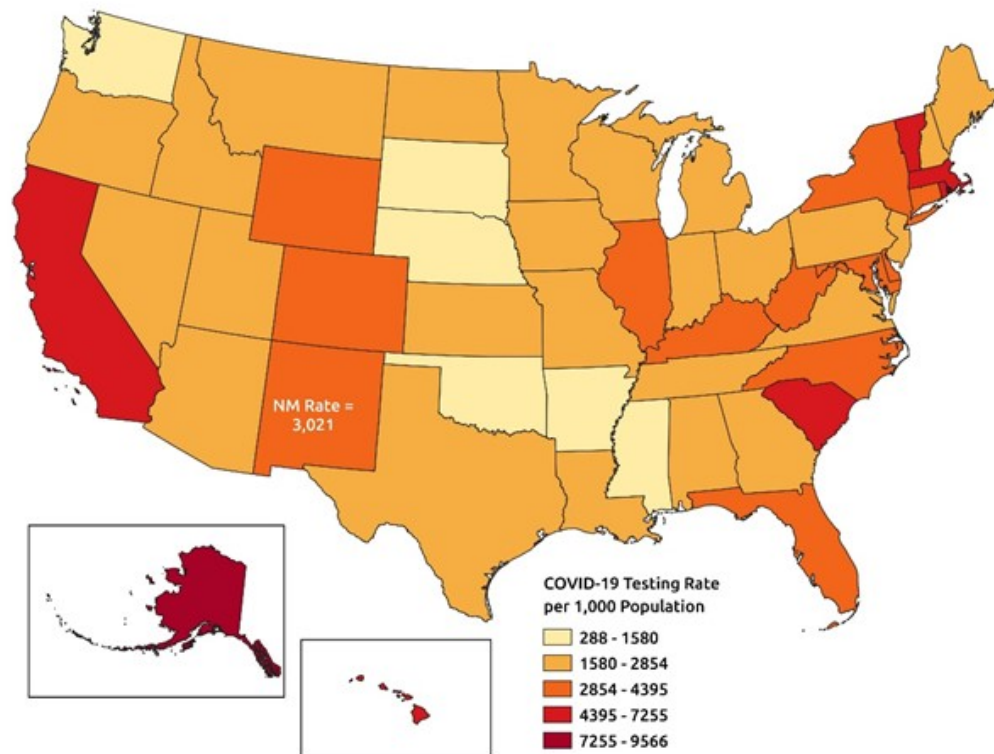 NM Rate =
3,021
COVID-19 Testing Rate
per 1,000 Population
288 - 1580
1580 - 2854
2854 - 4395
4395 - 7255
7255 - 9566